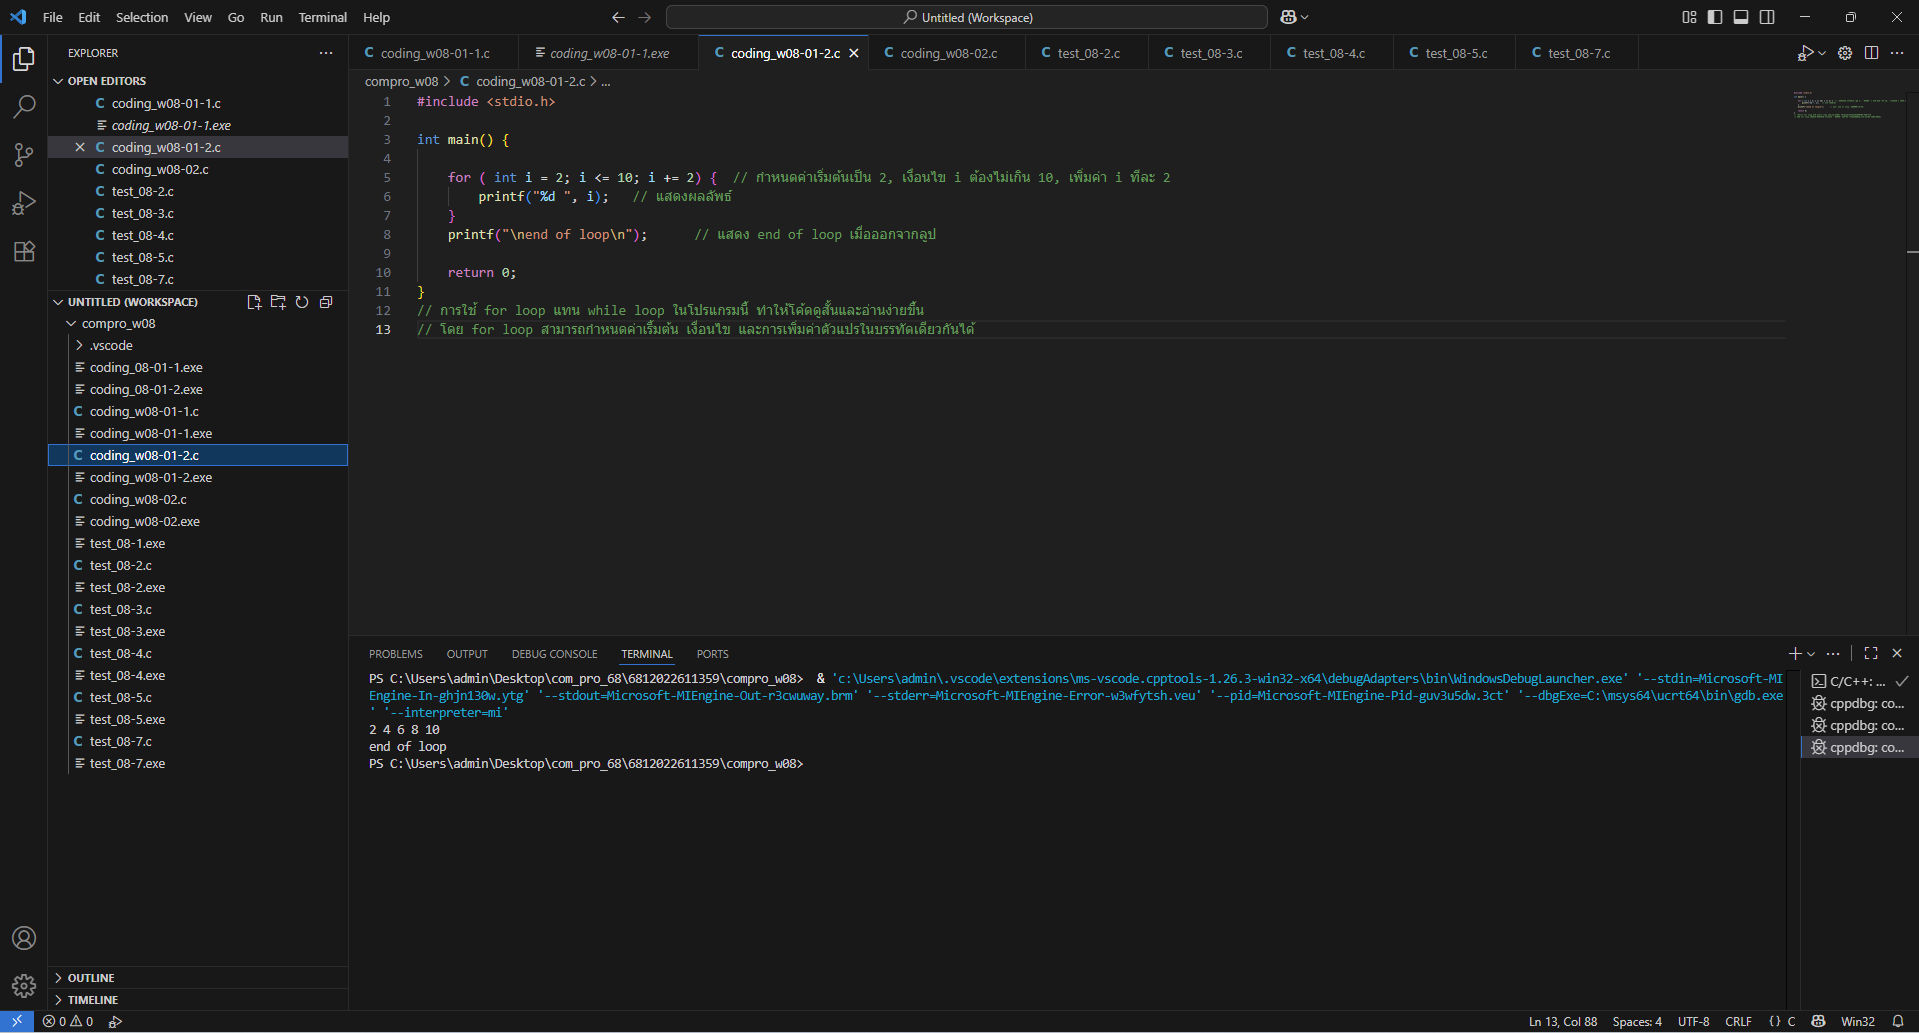 File Edit Selection View Go Run Terminal Help
Untitled (Workspace)
EXPLORER
OPEN EDITORS
coding_w08-01-1.c
coding_w08-01-1.exe
coding_w08-01-2.c
coding_w08-02.c
test_08-2.c
test_08-3.c
test_08-4.c
test_08-5.c
test_08-7.c
UNTITLED (WORKSPACE)
compro_w08
.vscode
coding_08-01-1.exe
coding_08-01-2.exe
coding_w08-01-1.c
coding_w08-01-1.exe
coding_w08-01-2.c
coding_w08-01-2.exe
coding_w08-02.c
coding_w08-02.exe
test_08-1.exe
test_08-2.c
test_08-2.exe
test_08-3.c
test_08-3.exe
test_08-4.c
test_08-4.exe
test_08-5.c
test_08-5.exe
test_08-7.c
test_08-7.exe
OUTLINE
TIMELINE
coding_w08-01-1.c coding_w08-01-1.exe coding_w08-01-2.c coding_w08-02.c test_08-2.c test_08-3.c test_08-4.c test_08-5.c test_08-7.c
compro_w08 > C coding_w08-01-2.c > ...
1 #include <stdio.h>
2
3 int main() {
4
5 for ( int i = 2; i <= 10; i += 2) { // กำหนดค่าเริ่มต้นเป็น 2, เงื่อนไข i ต้องไม่เกิน 10, เพิ่มค่า i ทีละ 2
6 printf("%d ", i); // แสดงผลลัพธ์
7 }
8 printf("\nend of loop\n"); // แสดง end of loop เมื่อออกจากลูป
9
10 return 0;
11 }
12 // การใช้ for loop แทน while loop ในโปรแกรมนี้ ทำให้โค้ดดูสั้นและอ่านง่ายขึ้น
13 // โดย for loop สามารถกำหนดค่าเริ่มต้น เงื่อนไข และการเพิ่มค่าตัวแปรในบรรทัดเดียวกันได้
PROBLEMS OUTPUT DEBUG CONSOLE TERMINAL PORTS
PS C:\Users\admin\Desktop\com_pro_68\6812022611359\compro_w08> & 'c:\Users\admin\.vscode\extensions\ms-vscode.cpptools-1.26.3-win32-x64\debugAdapters\bin\WindowsDebugLauncher.exe' '--stdin=Microsoft-MI
Engine-In-ghjn130w.ytg' '--stdout=Microsoft-MIEngine-Out-r3cwuway.brm' '--stderr=Microsoft-MIEngine-Error-w3wfytsh.veu' '--pid=Microsoft-MIEngine-Pid-guv3u5dw.3ct' '--dbgExe=C:\msys64\ucrt64\bin\gdb.exe
' '--interpreter=mi'
2 4 6 8 10
end of loop
PS C:\Users\admin\Desktop\com_pro_68\6812022611359\compro_w08>
C/C++: ...
cppdbg: co...
cppdbg: co...
cppdbg: co...
0 0
Ln 13, Col 88 Spaces: 4 UTF-8 CRLF {} C Win32